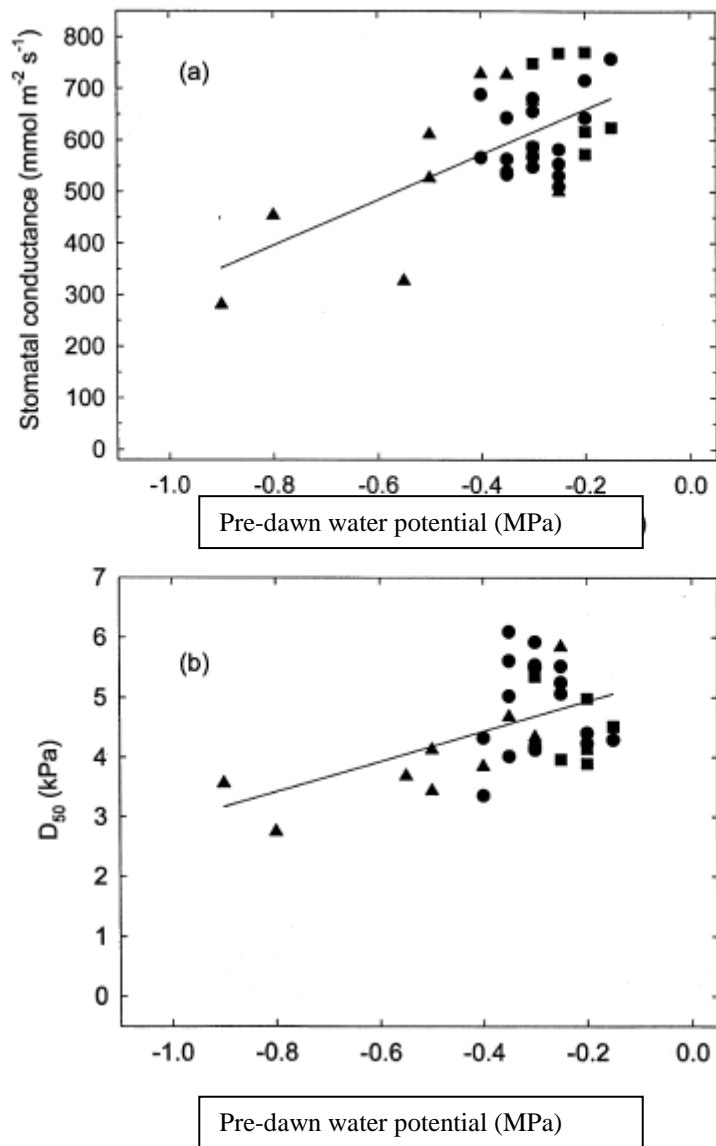 800
(a)
700
600
500
400
300
200
100
0
Stomatal conductance (mmol m⁻² s⁻¹)
-1.0 -0.8 -0.6 -0.4 -0.2 0.0
Pre-dawn water potential (MPa)
)
7
6
(b)
5
4
3
2
1
0
D₅₀ (kPa)
-1.0 -0.8 -0.6 -0.4 -0.2 0.0
Pre-dawn water potential (MPa)